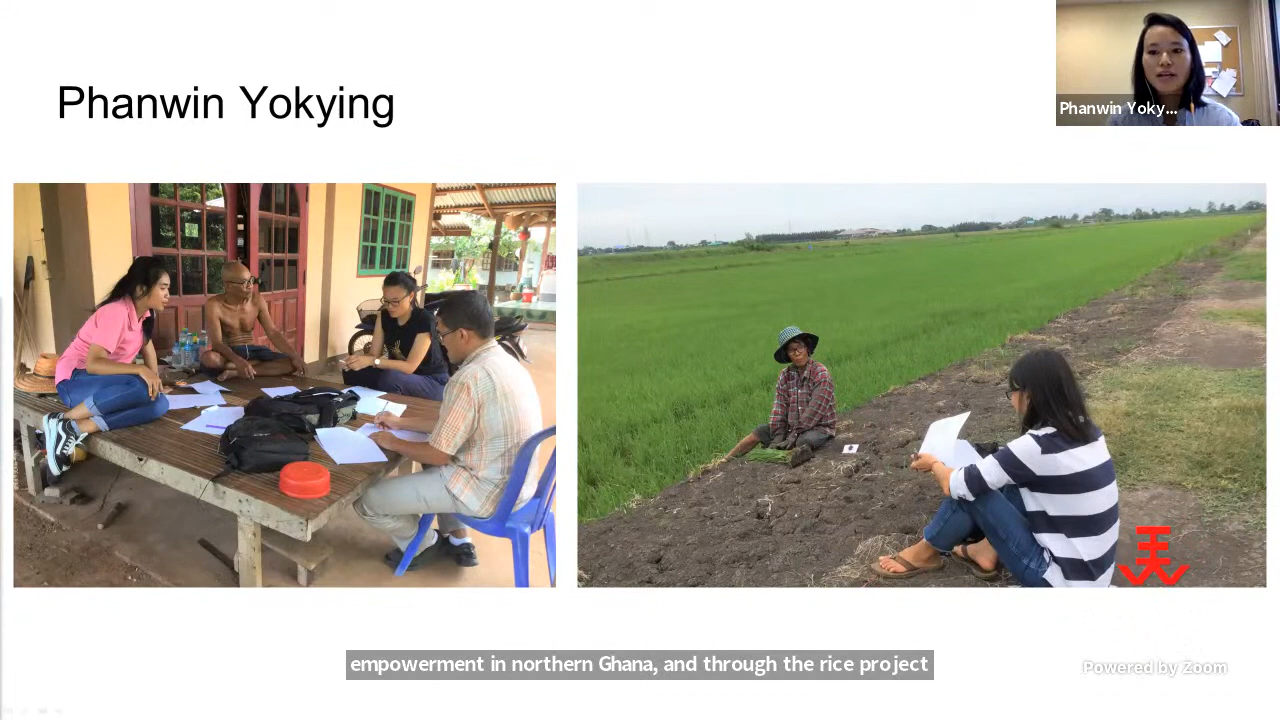 Phanwin Yokying
Phanwin Yoky...
empowerment in northern Ghana, and through the rice project
Powered by Zoom